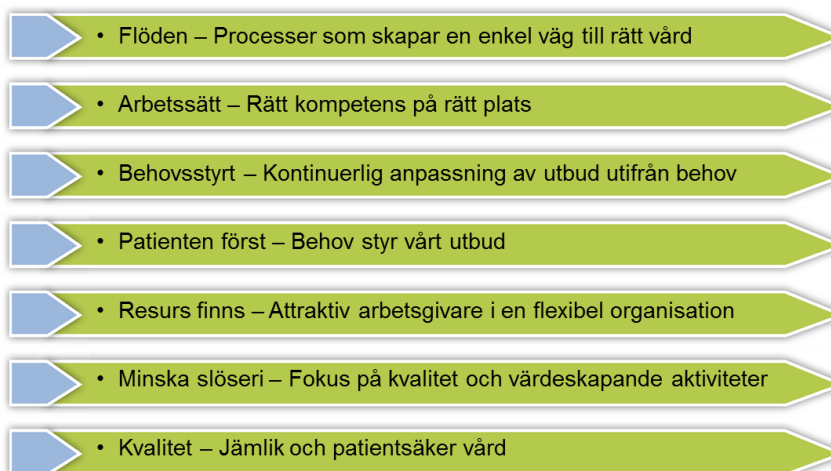 • Flöden – Processer som skapar en enkel väg till rätt vård
• Arbetssätt – Rätt kompetens på rätt plats
• Behovsstyrt – Kontinuerlig anpassning av utbud utifrån behov
• Patienten först – Behov styr vårt utbud
• Resurs finns – Attraktiv arbetsgivare i en flexibel organisation
• Minska slöseri – Fokus på kvalitet och värdeskapande aktiviteter
• Kvalitet – Jämlik och patientsäker vård